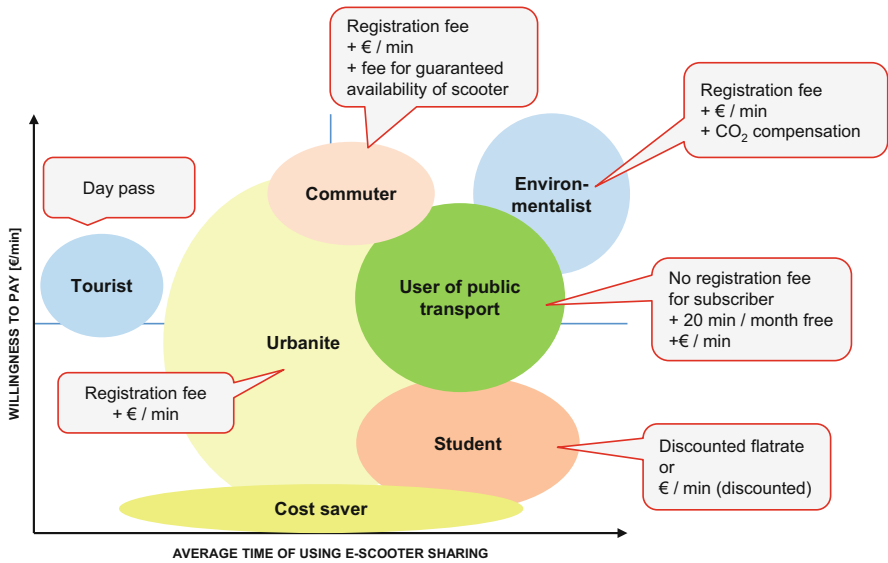 Registration fee
+ € / min
+ fee for guaranteed
availability of scooter
Registration fee
+ € / min
+ CO₂ compensation
Day pass
Commuter
Environ-
mentalist
Tourist
User of public
transport
No registration fee
for subscriber
+ 20 min / month free
+€ / min
Urbanite
Registration fee
+ € / min
Student
Discounted flatrate
or
€ / min (discounted)
Cost saver
WILLINGNESS TO PAY [€/min]
AVERAGE TIME OF USING E-SCOOTER SHARING